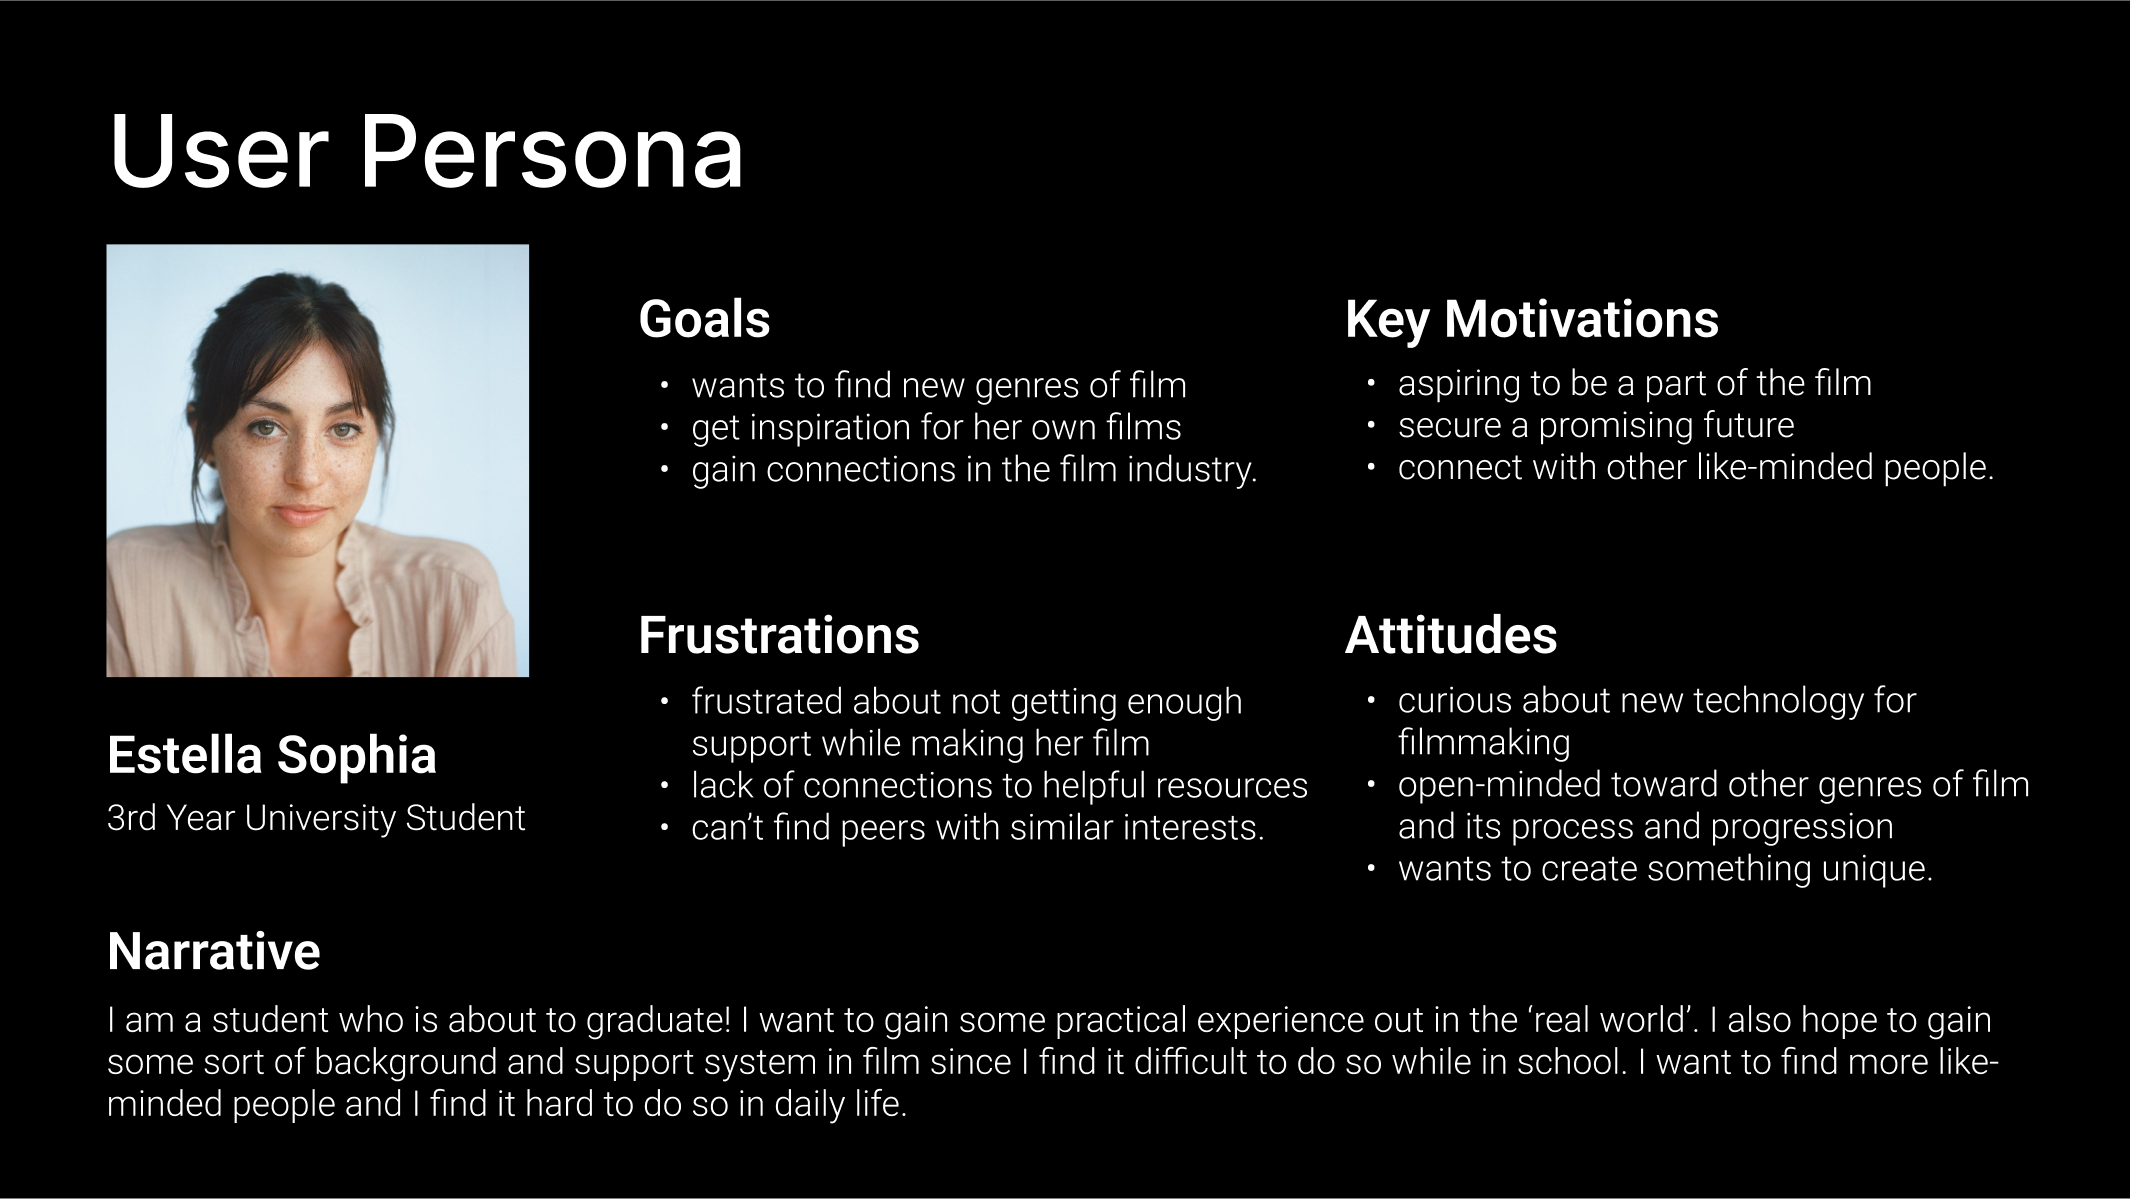 User Persona
Estella Sophia
3rd Year University Student
Goals
• wants to find new genres of film
• get inspiration for her own films
• gain connections in the film industry.
Key Motivations
• aspiring to be a part of the film
• secure a promising future
• connect with other like-minded people.
Frustrations
• frustrated about not getting enough
support while making her film
• lack of connections to helpful resources
• can’t find peers with similar interests.
Attitudes
• curious about new technology for
filmmaking
• open-minded toward other genres of film
and its process and progression
• wants to create something unique.
Narrative
I am a student who is about to graduate! I want to gain some practical experience out in the ‘real world’. I also hope to gain
some sort of background and support system in film since I find it difficult to do so while in school. I want to find more like-
minded people and I find it hard to do so in daily life.